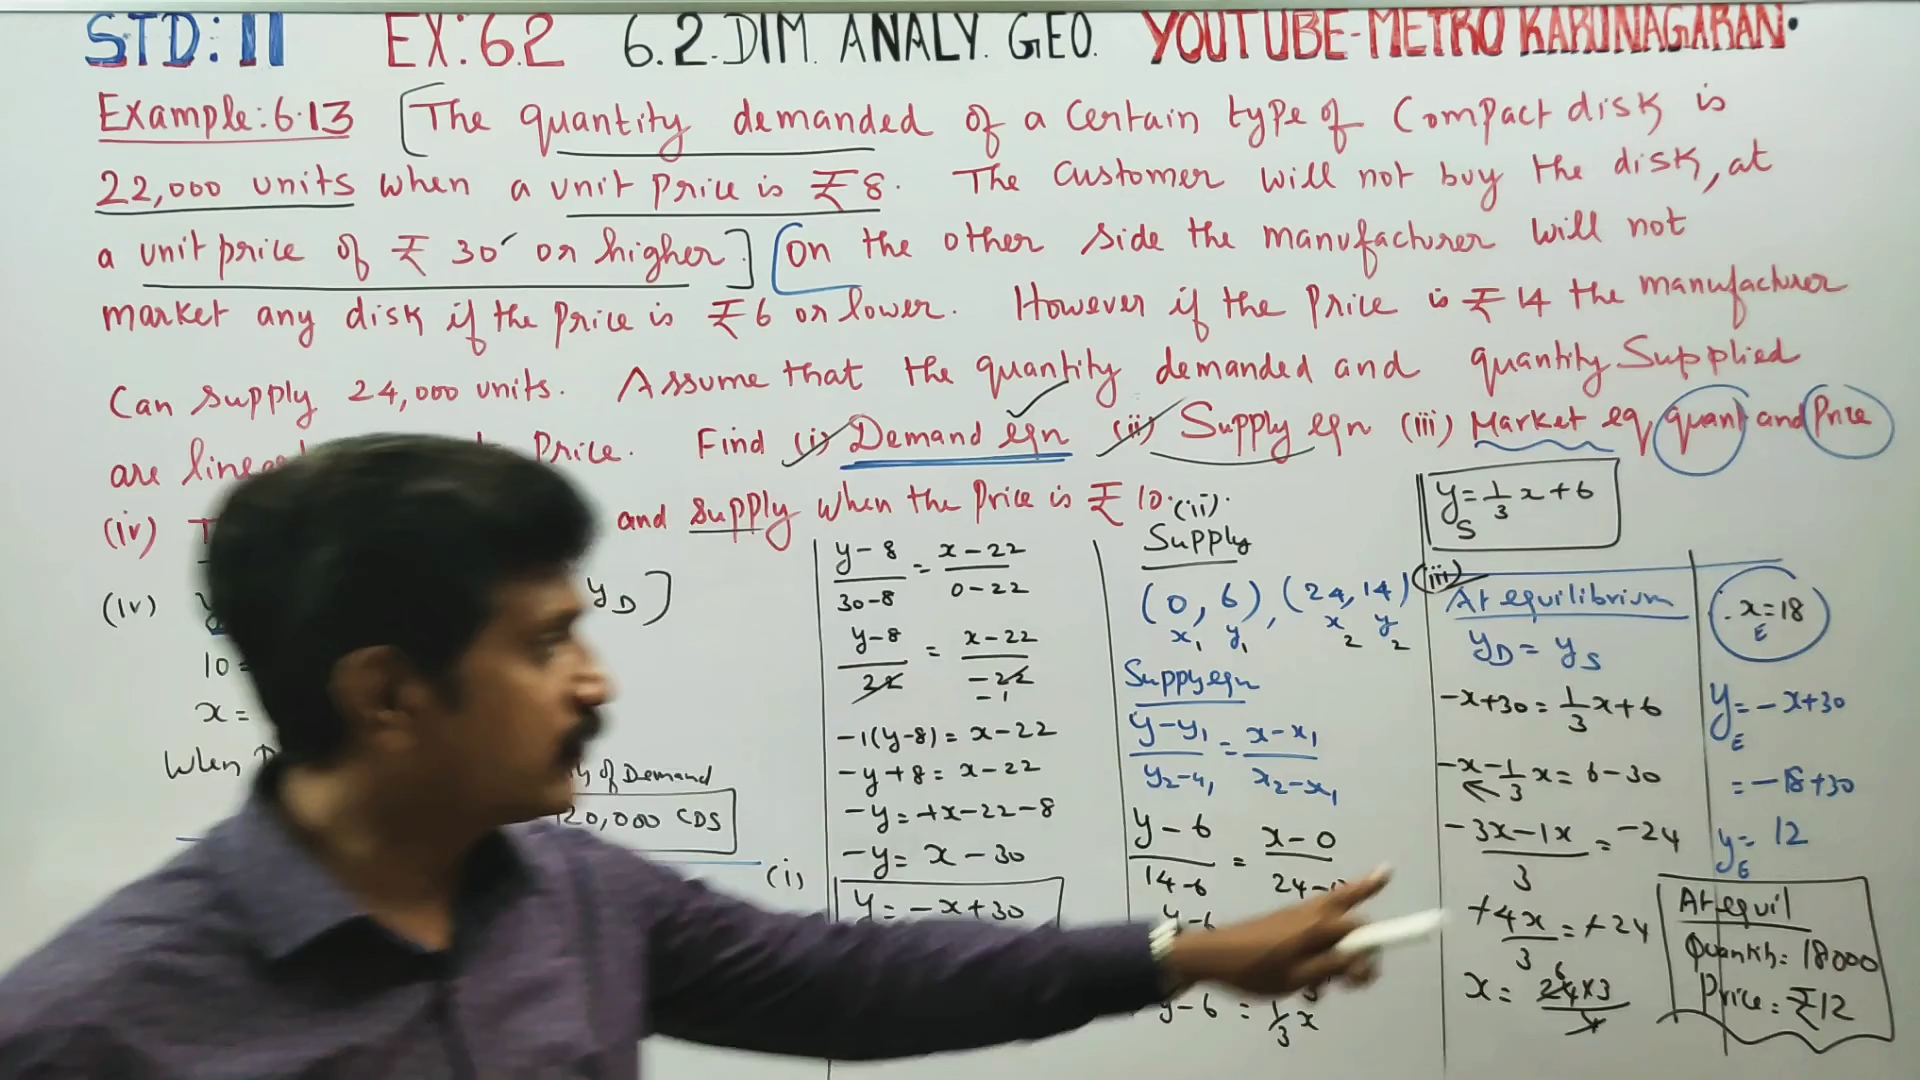 STD: 11 EX: 6.2 6.2. DIM. ANALY. GEO. YOUTUBE-METRO KARUNAGARAN.
Example: 6.13 [The quantity demanded of a certain type of Compact disk is
22,000 units when a unit price is ₹ 8. The customer will not buy the disk, at
a unit price of ₹ 30 or higher.] [On the other side the manufacturer will not
market any disk if the price is ₹ 6 or lower. However if the price is ₹ 14 the manufacturer
Can supply 24,000 units. Assume that the quantity demanded and quantity Supplied
are Price. Find (i) Demand eqn (ii) Supply eqn (iii) Market eq quant and Price
(iv) and supply when the price is ₹ 10.
(iv) y_D]
10 =
x =
When of Demand
20,000 CDS
(i)
y-8/30-8 = x-22/0-22
y-8/22 = x-22/-22
-1
-1(y-8) = x-22
-y+8 = x-22
-y = +x-22-8
-y = x-30
y = -x+30
(ii)
Supply
(0, 6), (24, 14)
x₁ y₁ x₂ y₂
Suppy eqn
y-y₁/y₂-y₁ = x-x₁/x₂-x₁
y-6/14-6 = x-0/24-
y-6
y-6 = 1/3 x
y_S = 1/3 x+6
(iii)
At equilibrium
y_D = y_S
-x+30 = 1/3 x+6
-x-1/3 x = 6-30
-3x-1x/3 = -24
+4x/3 = +24
x = 24×3/4
6
x_E = 18
y_E = -x+30
= -18+30
y_E = 12
At equil
Quantity: 18000
Price: ₹12